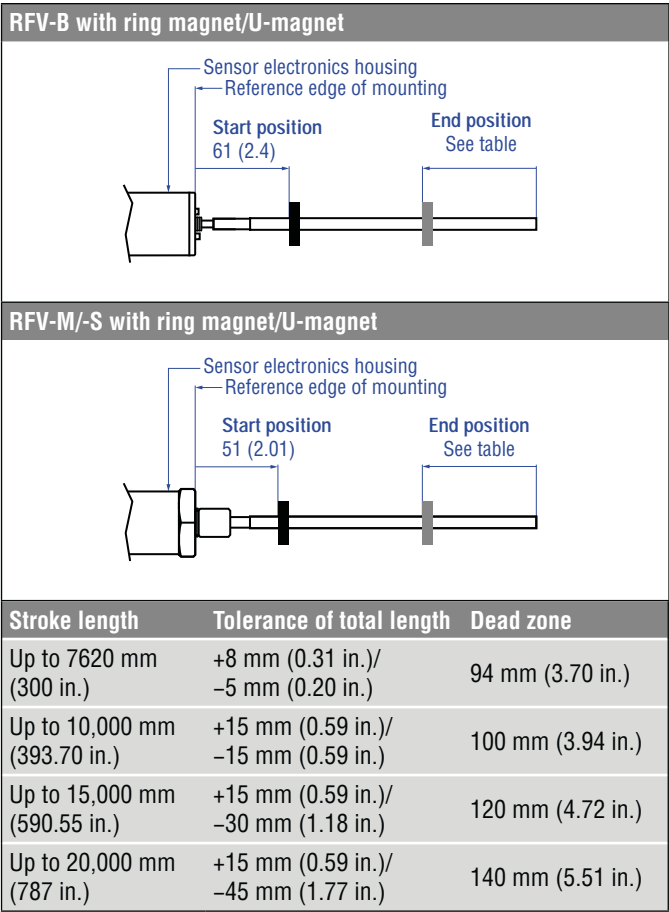 RFV-B with ring magnet/U-magnet
Sensor electronics housing
Reference edge of mounting
Start position
61 (2.4)
End position
See table
RFV-M/-S with ring magnet/U-magnet
Sensor electronics housing
Reference edge of mounting
Start position
51 (2.01)
End position
See table
Stroke length Tolerance of total length Dead zone
Up to 7620 mm (300 in.) +8 mm (0.31 in.)/ −5 mm (0.20 in.) 94 mm (3.70 in.)
Up to 10,000 mm (393.70 in.) +15 mm (0.59 in.)/ −15 mm (0.59 in.) 100 mm (3.94 in.)
Up to 15,000 mm (590.55 in.) +15 mm (0.59 in.)/ −30 mm (1.18 in.) 120 mm (4.72 in.)
Up to 20,000 mm (787 in.) +15 mm (0.59 in.)/ −45 mm (1.77 in.) 140 mm (5.51 in.)